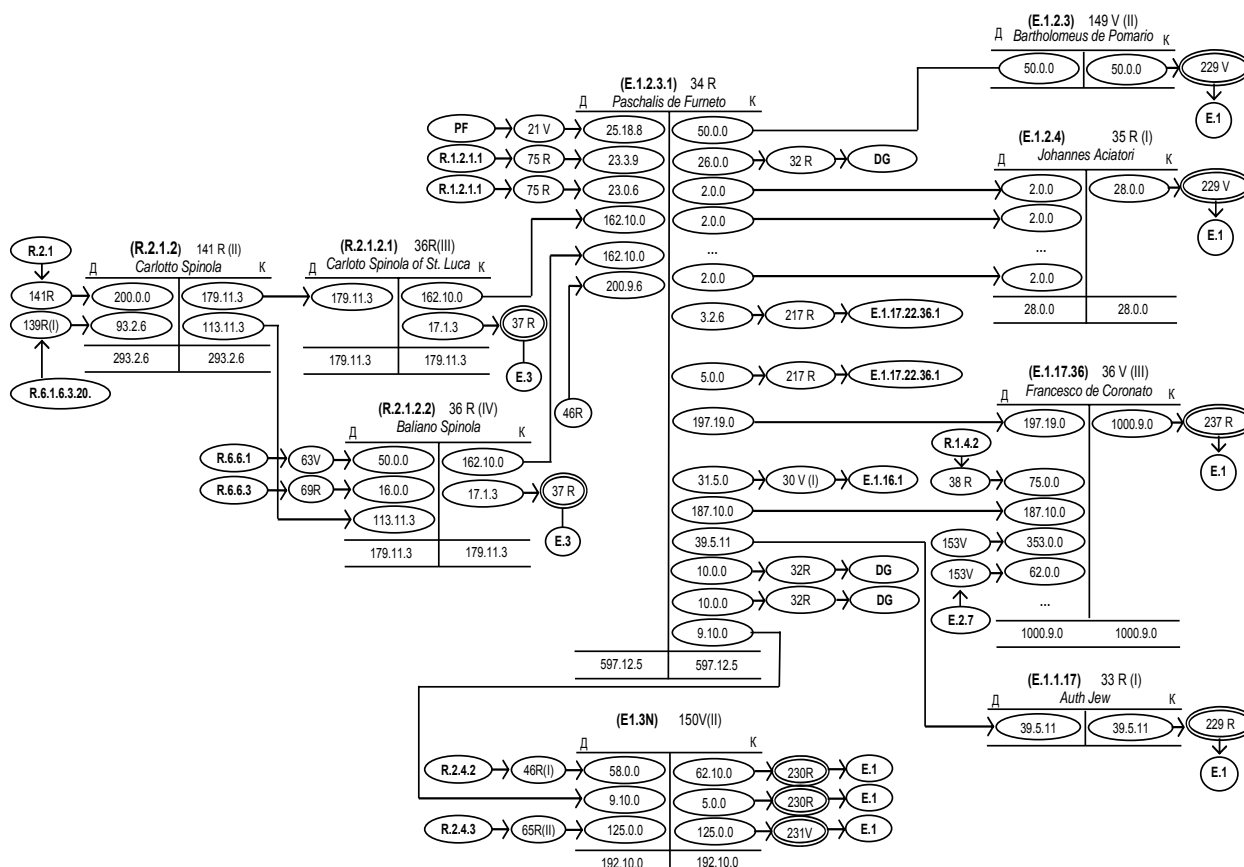 (E.1.2.3) 149 V (II)
Д Bartholomeus de Pomario К
50.0.0 50.0.0 229 V
E.1
(E.1.2.4) 35 R (I)
Д Johannes Aciatori К
2.0.0 28.0.0 229 V
2.0.0 E.1
...
2.0.0
28.0.0 28.0.0
(E.1.2.3.1) 34 R
Д Paschalis de Furneto К
PF 21 V 25.18.8 50.0.0
R.1.2.1.1 75 R 23.3.9 26.0.0 32 R DG
R.1.2.1.1 75 R 23.0.6 2.0.0
162.10.0 2.0.0
162.10.0 ...
200.9.6 2.0.0
3.2.6 217 R E.1.17.22.36.1
5.0.0 217 R E.1.17.22.36.1
46R
197.19.0
31.5.0 30 V (I) E.1.16.1
187.10.0
39.5.11
10.0.0 32R DG
10.0.0 32R DG
9.10.0
597.12.5 597.12.5
R.2.1
(R.2.1.2) 141 R (II)
Д Carlotto Spinola К
141R 200.0.0 179.11.3
139R(I) 93.2.6 113.11.3
293.2.6 293.2.6
R.6.1.6.3.20.
(R.2.1.2.1) 36R(III)
Д Carloto Spinola of St. Luca К
179.11.3 162.10.0
17.1.3 37 R
179.11.3 179.11.3
E.3
(R.2.1.2.2) 36 R (IV)
Baliano Spinola
Д К
R.6.6.1 63V 50.0.0 162.10.0
R.6.6.3 69R 16.0.0 17.1.3 37 R
113.11.3 E.3
179.11.3 179.11.3
(E.1.17.36) 36 V (III)
Д Francesco de Coronato К
197.19.0 1000.9.0 237 R
R.1.4.2 E.1
38 R 75.0.0
187.10.0
153V 353.0.0
153V 62.0.0
E.2.7 ...
1000.9.0 1000.9.0
(E.1.1.17) 33 R (I)
Д Auth Jew К
39.5.11 39.5.11 229 R
E.1
(E1.3N) 150V(II)
Д К
R.2.4.2 46R(I) 58.0.0 62.10.0 230R E.1
9.10.0 5.0.0 230R E.1
R.2.4.3 65R(II) 125.0.0 125.0.0 231V E.1
192.10.0 192.10.0